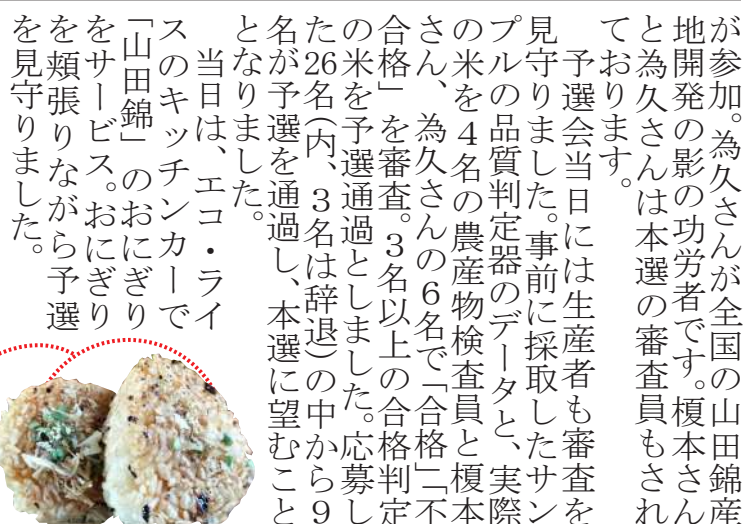 が参加。為久さんが全国の山田錦産
地開発の影の功労者です。榎本さん
と為久さんは本選の審査員もされ
ております。
予選会当日には生産者も審査を
見守りました。事前に採取したサン
プルの品質判定器のデータと、実際
の米を４名の農産物検査員と榎本
さん、為久さんの６名で「合格」「不
合格」を審査。３名以上の合格判定
の米を予選通過としました。応募し
た26名（内、３名は辞退）の中から９
名が予選を通過し、本選に望むこと
となりました。
当日は、エコ・ライ
スのキッチンカーで
「山田錦」のおにぎり
をサービス。おにぎり
を頬張りながら予選
を見守りました。